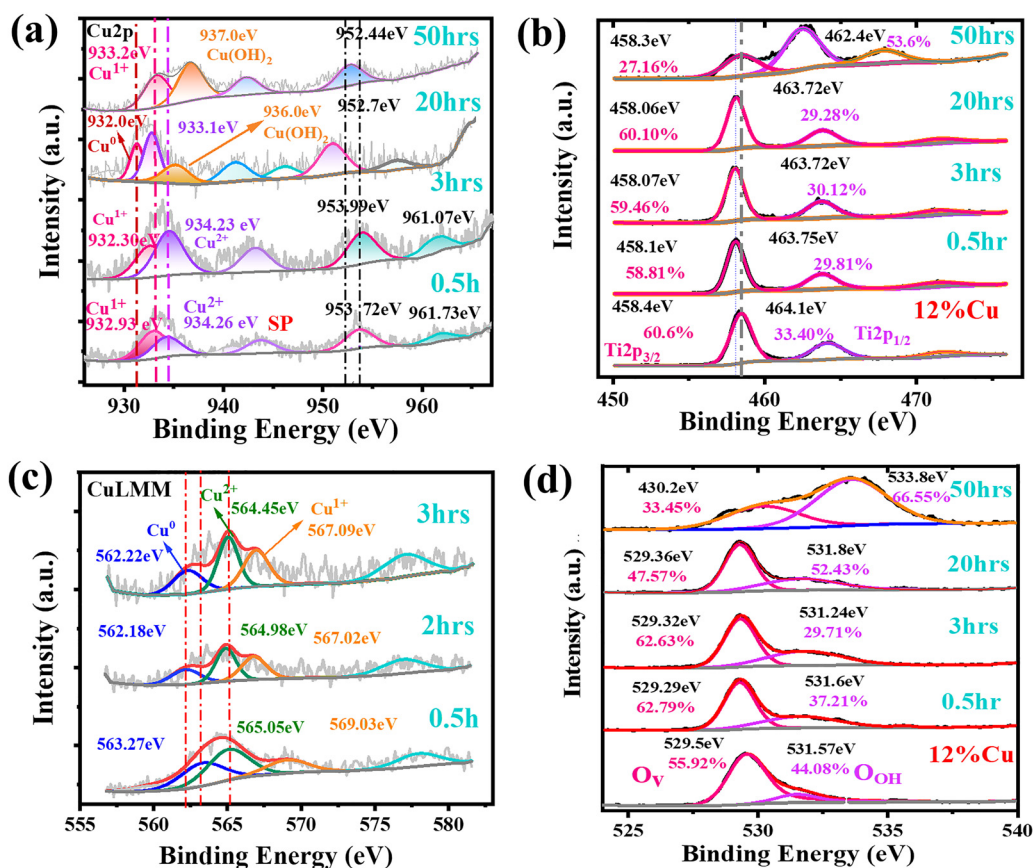 (a)
Cu2p
933.2eV
Cu1+
937.0eV
Cu(OH)2
952.44eV
50hrs
932.0eV
Cu0
933.1eV
936.0eV
Cu(OH)2
952.7eV
20hrs
Cu1+
932.30eV
934.23 eV
Cu2+
953.99eV
961.07eV
3hrs
Cu1+
932.93 eV
Cu2+
934.26 eV
SP
953.72eV
961.73eV
0.5h
930 940 950 960
Binding Energy (eV)
Intensity (a.u.)
(b)
458.3eV
27.16%
462.4eV
53.6%
50hrs
458.06eV
60.10%
463.72eV
29.28%
20hrs
458.07eV
59.46%
463.72eV
30.12%
3hrs
458.1eV
58.81%
463.75eV
29.81%
0.5hr
458.4eV
60.6%
Ti2p3/2
464.1eV
33.40%
Ti2p1/2
12%Cu
450 460 470
Binding Energy (eV)
Intensity (a.u.)
(c)
CuLMM
Cu0
562.22eV
Cu2+
564.45eV
Cu1+
567.09eV
3hrs
562.18eV
564.98eV
567.02eV
2hrs
563.27eV
565.05eV
569.03eV
0.5h
555 560 565 570 575 580
Binding Energy (eV)
Intensity (a.u.)
(d)
430.2eV
33.45%
533.8eV
66.55%
50hrs
529.36eV
47.57%
531.8eV
52.43%
20hrs
529.32eV
62.63%
531.24eV
29.71%
3hrs
529.29eV
62.79%
531.6eV
37.21%
0.5hr
529.5eV
55.92%
OV
531.57eV
44.08%
OOH
12%Cu
525 530 535 540
Binding Energy (eV)
Intensity (a.u.)